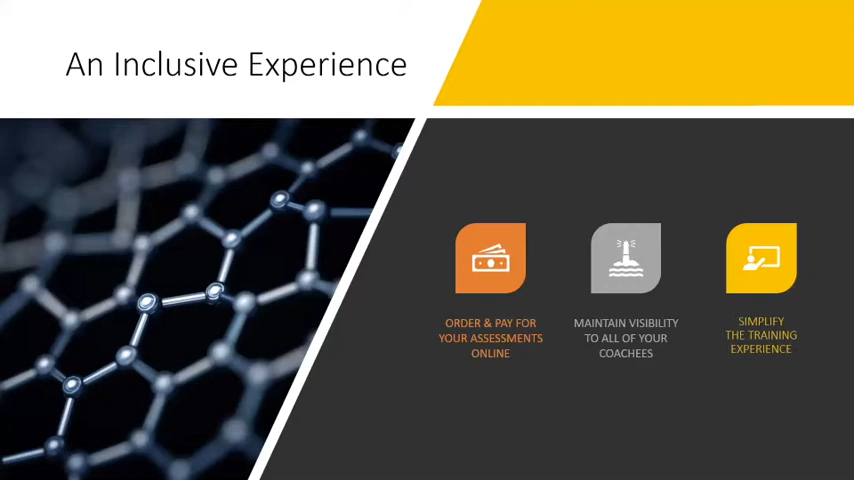 An Inclusive Experience
ORDER & PAY FOR
YOUR ASSESSMENTS
ONLINE
MAINTAIN VISIBILITY
TO ALL OF YOUR
COACHEES
SIMPLIFY
THE TRAINING
EXPERIENCE